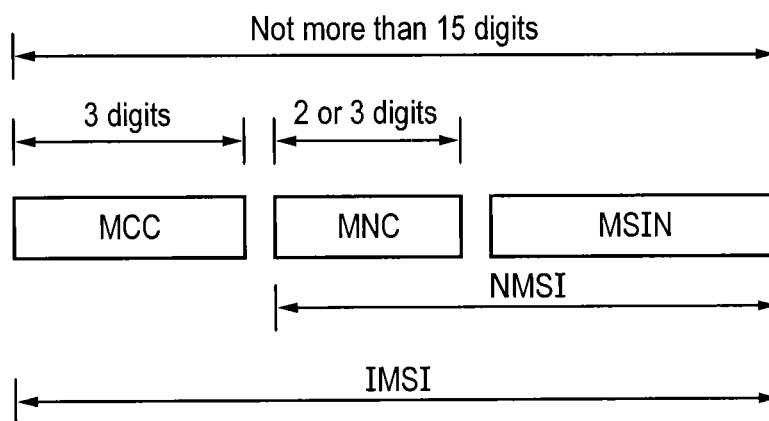 Not more than 15 digits
3 digits
2 or 3 digits
MCC
MNC
MSIN
NMSI
IMSI